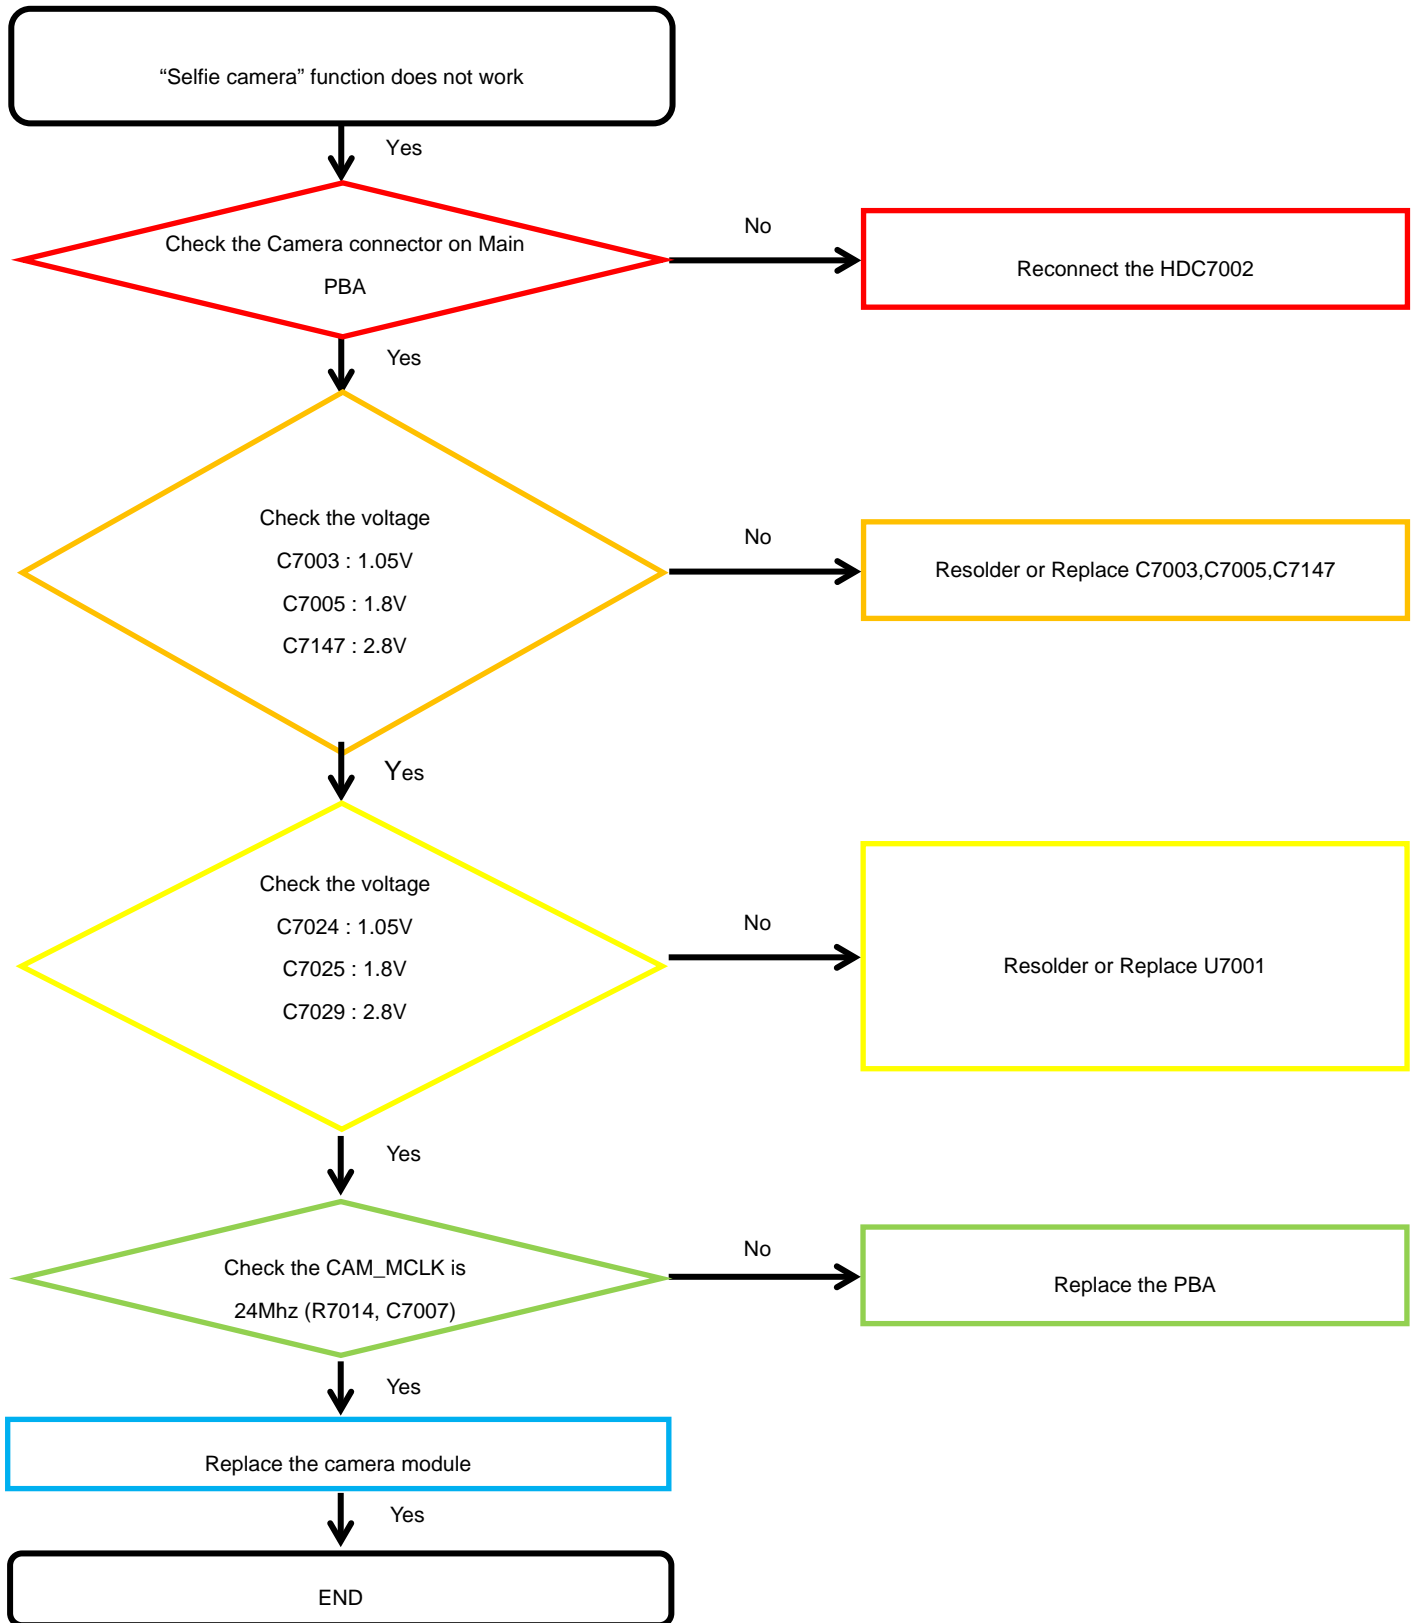 “Selfie camera” function does not work
Yes
Check the Camera connector on Main
PBA
No
Reconnect the HDC7002
Yes
Check the voltage
C7003 : 1.05V
C7005 : 1.8V
C7147 : 2.8V
No
Resolder or Replace C7003,C7005,C7147
Yes
Check the voltage
C7024 : 1.05V
C7025 : 1.8V
C7029 : 2.8V
No
Resolder or Replace U7001
Yes
Check the CAM_MCLK is
24Mhz (R7014, C7007)
No
Replace the PBA
Yes
Replace the camera module
Yes
END